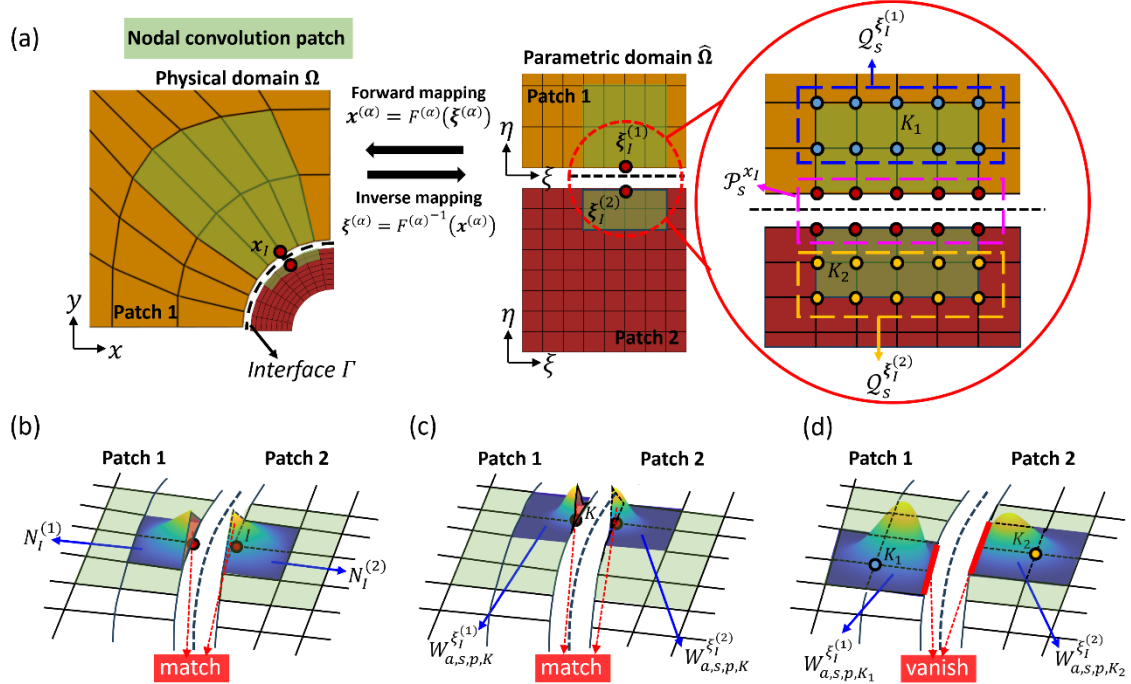 (a)
Nodal convolution patch
Physical domain Ω
Forward mapping
𝒙^(α) = F^(α)(𝝃^(α))
Inverse mapping
𝝃^(α) = F^(α)^−1(𝒙^(α))
𝒙_I
Patch 1
y
x
Interface Γ
Parametric domain Ω̂
Patch 1
η
ξ
𝝃_I^(1)
𝝃_I^(2)
Patch 2
η
ξ
𝒬_s^{𝝃_I^(1)}
K_1
𝒫_s^{x_I}
K_2
𝒬_s^{𝝃_I^(2)}
(b)
Patch 1
Patch 2
N_I^(1)
I
N_I^(2)
match
(c)
Patch 1
Patch 2
K
W_{a,s,p,K}^{ξ_I^(1)}
W_{a,s,p,K}^{ξ_I^(2)}
match
(d)
Patch 1
Patch 2
K_1
K_2
W_{a,s,p,K_1}^{ξ_I^(1)}
W_{a,s,p,K_2}^{ξ_I^(2)}
vanish